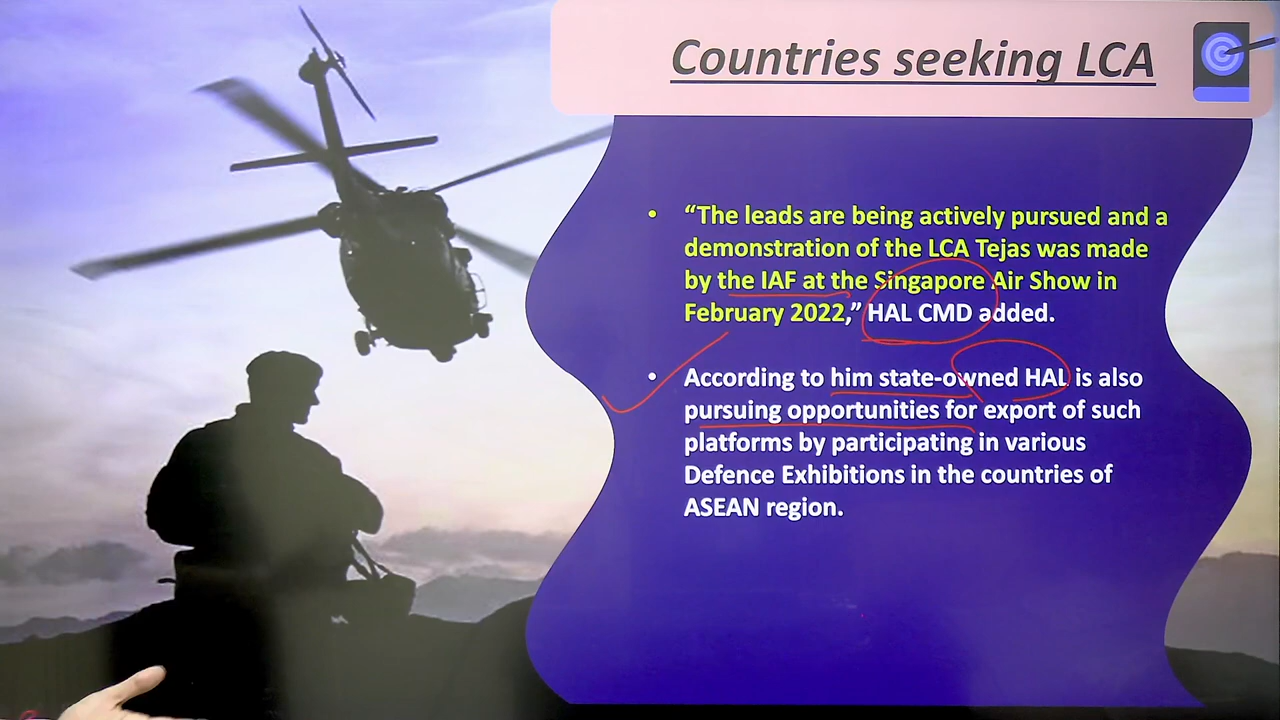 Countries seeking LCA
• “The leads are being actively pursued and a
demonstration of the LCA Tejas was made
by the IAF at the Singapore Air Show in
February 2022,” HAL CMD added.
• According to him state-owned HAL is also
pursuing opportunities for export of such
platforms by participating in various
Defence Exhibitions in the countries of
ASEAN region.